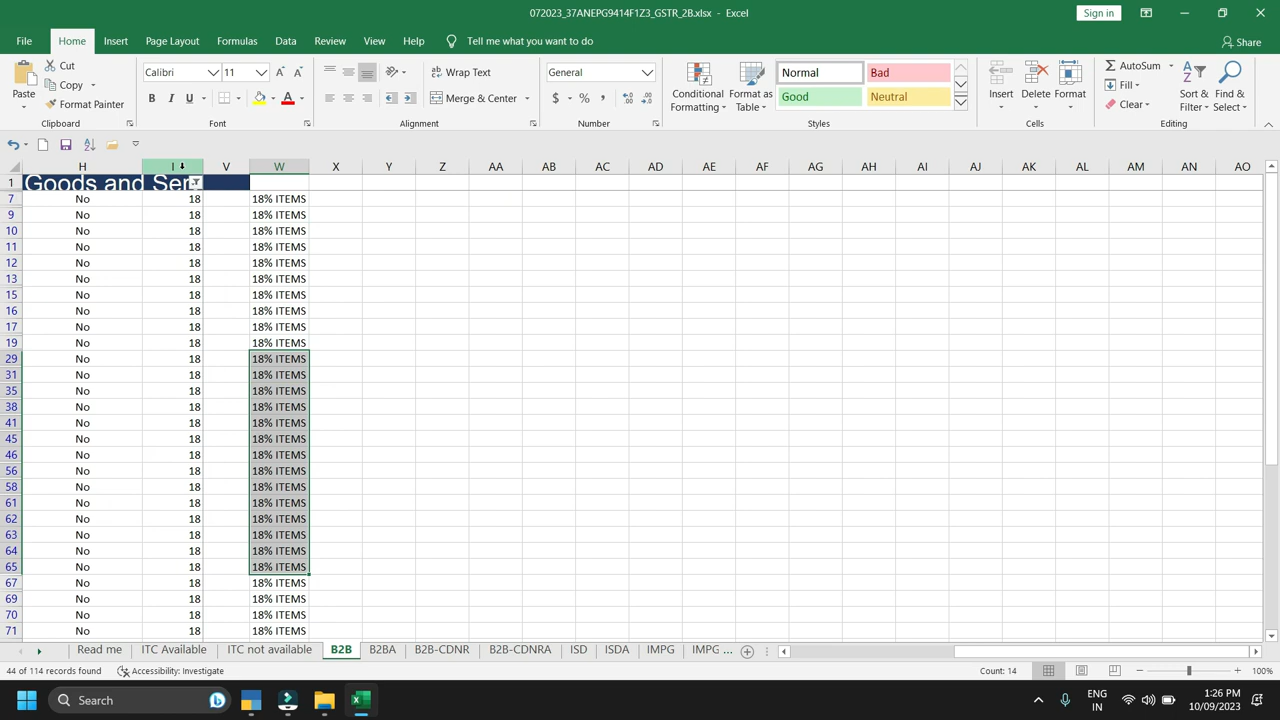 072023_37ANEPG9414F1Z3_GSTR_2B.xlsx - Excel
Sign in
File Home Insert Page Layout Formulas Data Review View Help Tell me what you want to do
Share
Paste
Cut
Copy
Format Painter
Clipboard
Calibri 11
B I U
Font
Wrap Text
Merge & Center
Alignment
General
$ % ,
Number
Conditional Formatting
Format as Table
Normal Bad
Good Neutral
Styles
Insert Delete Format
Cells
AutoSum
Fill
Clear
Sort & Filter
Find & Select
Editing
H I V W X Y Z AA AB AC AD AE AF AG AH AI AJ AK AL AM AN AO
1 Goods and Ser
7 No 18 18% ITEMS
9 No 18 18% ITEMS
10 No 18 18% ITEMS
11 No 18 18% ITEMS
12 No 18 18% ITEMS
13 No 18 18% ITEMS
15 No 18 18% ITEMS
16 No 18 18% ITEMS
17 No 18 18% ITEMS
19 No 18 18% ITEMS
29 No 18 18% ITEMS
31 No 18 18% ITEMS
35 No 18 18% ITEMS
38 No 18 18% ITEMS
41 No 18 18% ITEMS
45 No 18 18% ITEMS
46 No 18 18% ITEMS
56 No 18 18% ITEMS
58 No 18 18% ITEMS
61 No 18 18% ITEMS
62 No 18 18% ITEMS
63 No 18 18% ITEMS
64 No 18 18% ITEMS
65 No 18 18% ITEMS
67 No 18 18% ITEMS
69 No 18 18% ITEMS
70 No 18 18% ITEMS
71 No 18 18% ITEMS
Read me ITC Available ITC not available B2B B2BA B2B-CDNR B2B-CDNRA ISD ISDA IMPG IMPG ...
44 of 114 records found Accessibility: Investigate Count: 14 100%
Search
ENG
IN
1:26 PM
10/09/2023